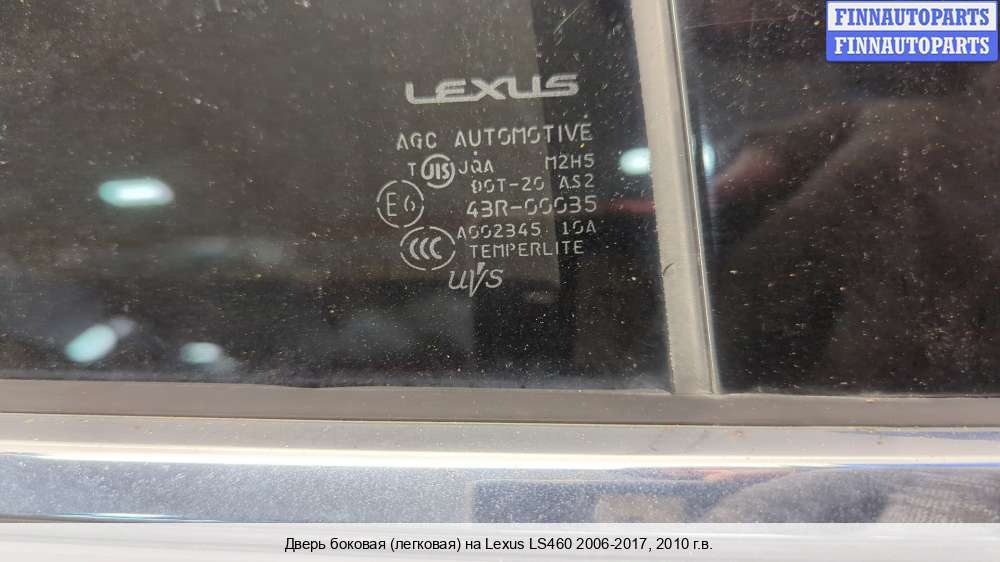 FINNAUTOPARTS
FINNAUTOPARTS
LEXUS
AGC AUTOMOTIVE
T JIS JQA M2H5
DOT-20 AS2
E6 43R-00035
A002345 10A
CCC TEMPERLITE
uvs
Дверь боковая (легковая) на Lexus LS460 2006-2017, 2010 г.в.